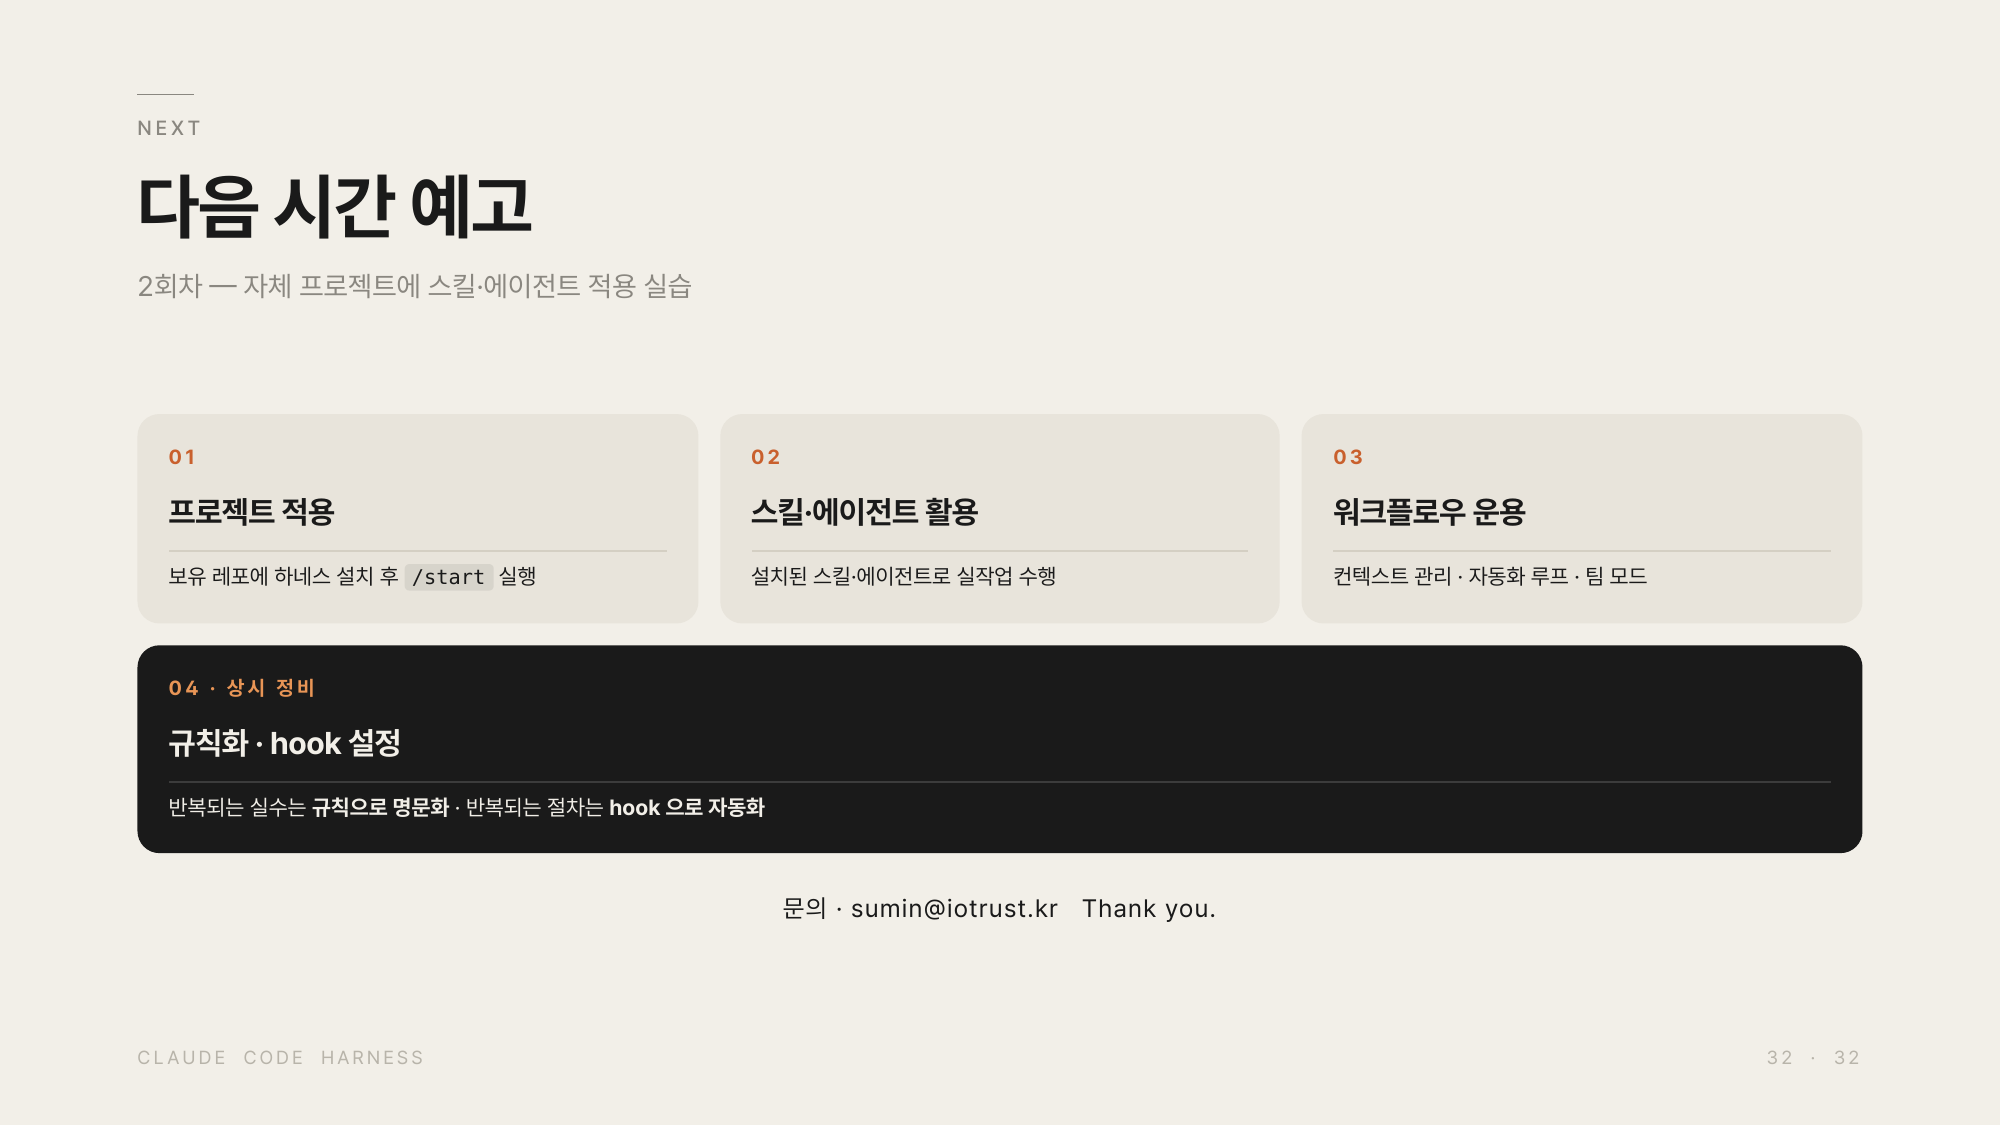 NEXT
다음 시간 예고
2회차 — 자체 프로젝트에 스킬·에이전트 적용 실습
01
프로젝트 적용
보유 레포에 하네스 설치 후 /start 실행
02
스킬·에이전트 활용
설치된 스킬·에이전트로 실작업 수행
03
워크플로우 운용
컨텍스트 관리 · 자동화 루프 · 팀 모드
04 · 상시 정비
규칙화 · hook 설정
반복되는 실수는 규칙으로 명문화 · 반복되는 절차는 hook 으로 자동화
문의 · sumin@iotrust.kr Thank you.
CLAUDE CODE HARNESS
32 · 32